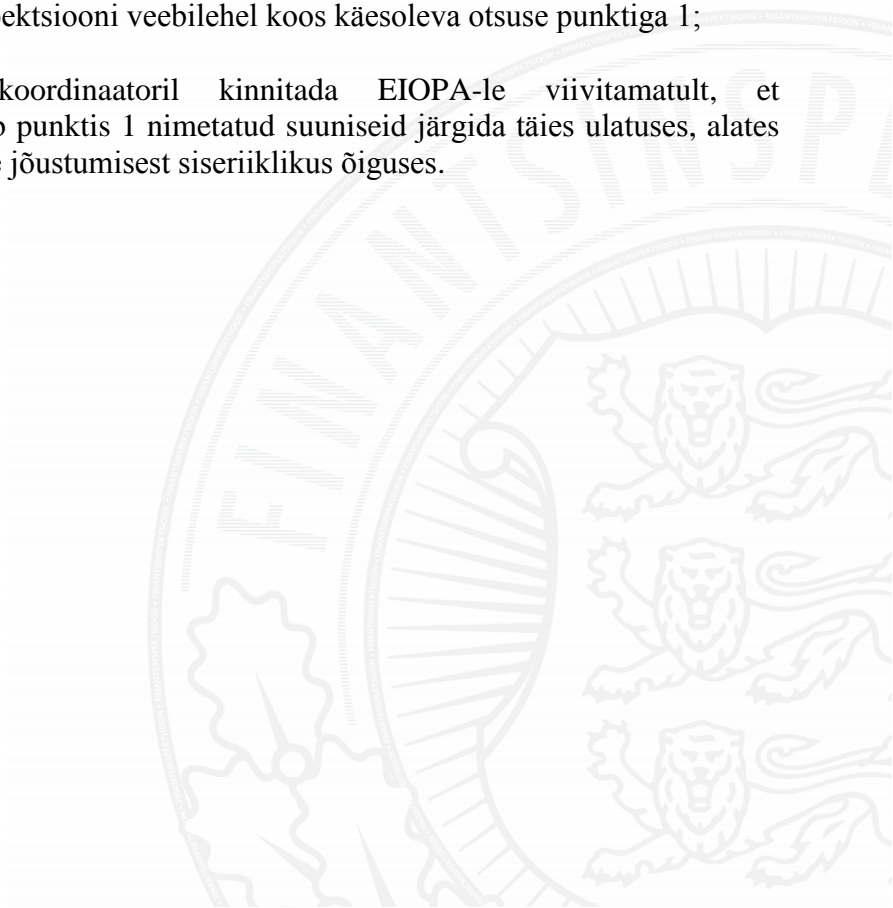 ektsiooni veebilehel koos käesoleva otsuse punktiga 1;
koordinaatoril kinnitada EIOPA-le viivitamatult, et
punktis 1 nimetatud suuniseid järgida täies ulatuses, alates
jõustumisest siseriiklikus õiguses.
FINANTSINSP